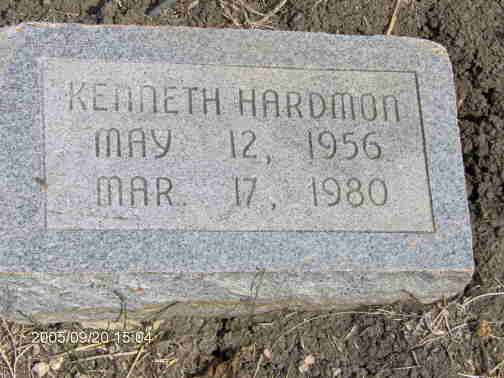 KENNETH HARDMON
MAY 12, 1956
MAR. 17, 1980
2005/09/20 15:04